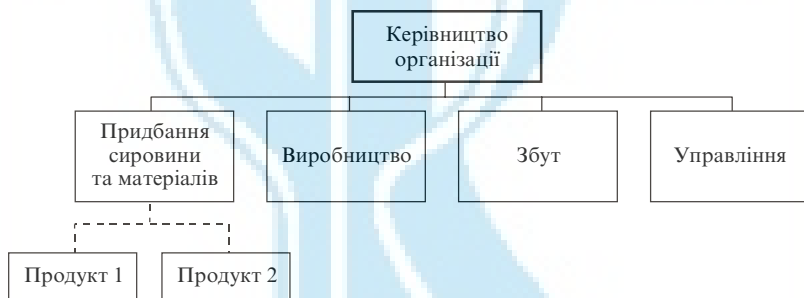 Керівництво
організації
Придбання
сировини
та матеріалів
Виробництво
Збут
Управління
Продукт 1
Продукт 2